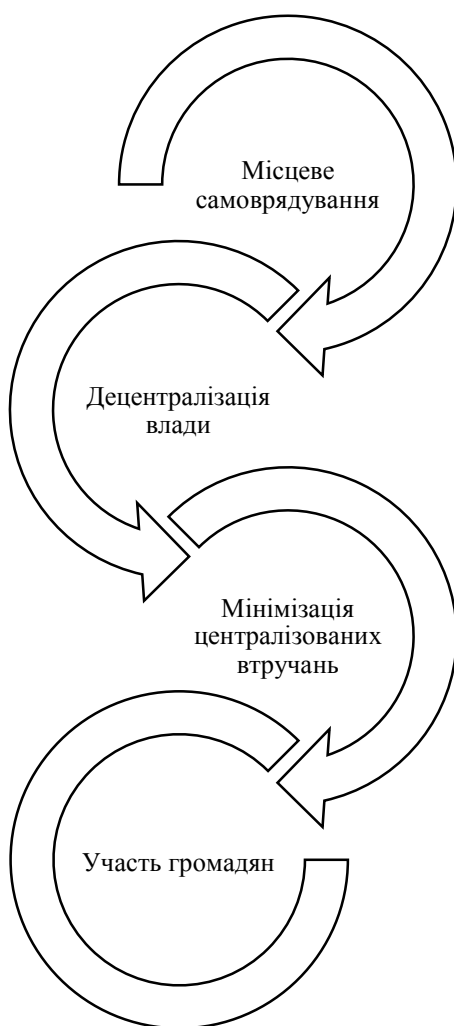 Місцеве
самоврядування
Децентралізація
влади
Мінімізація
централізованих
втручань
Участь громадян